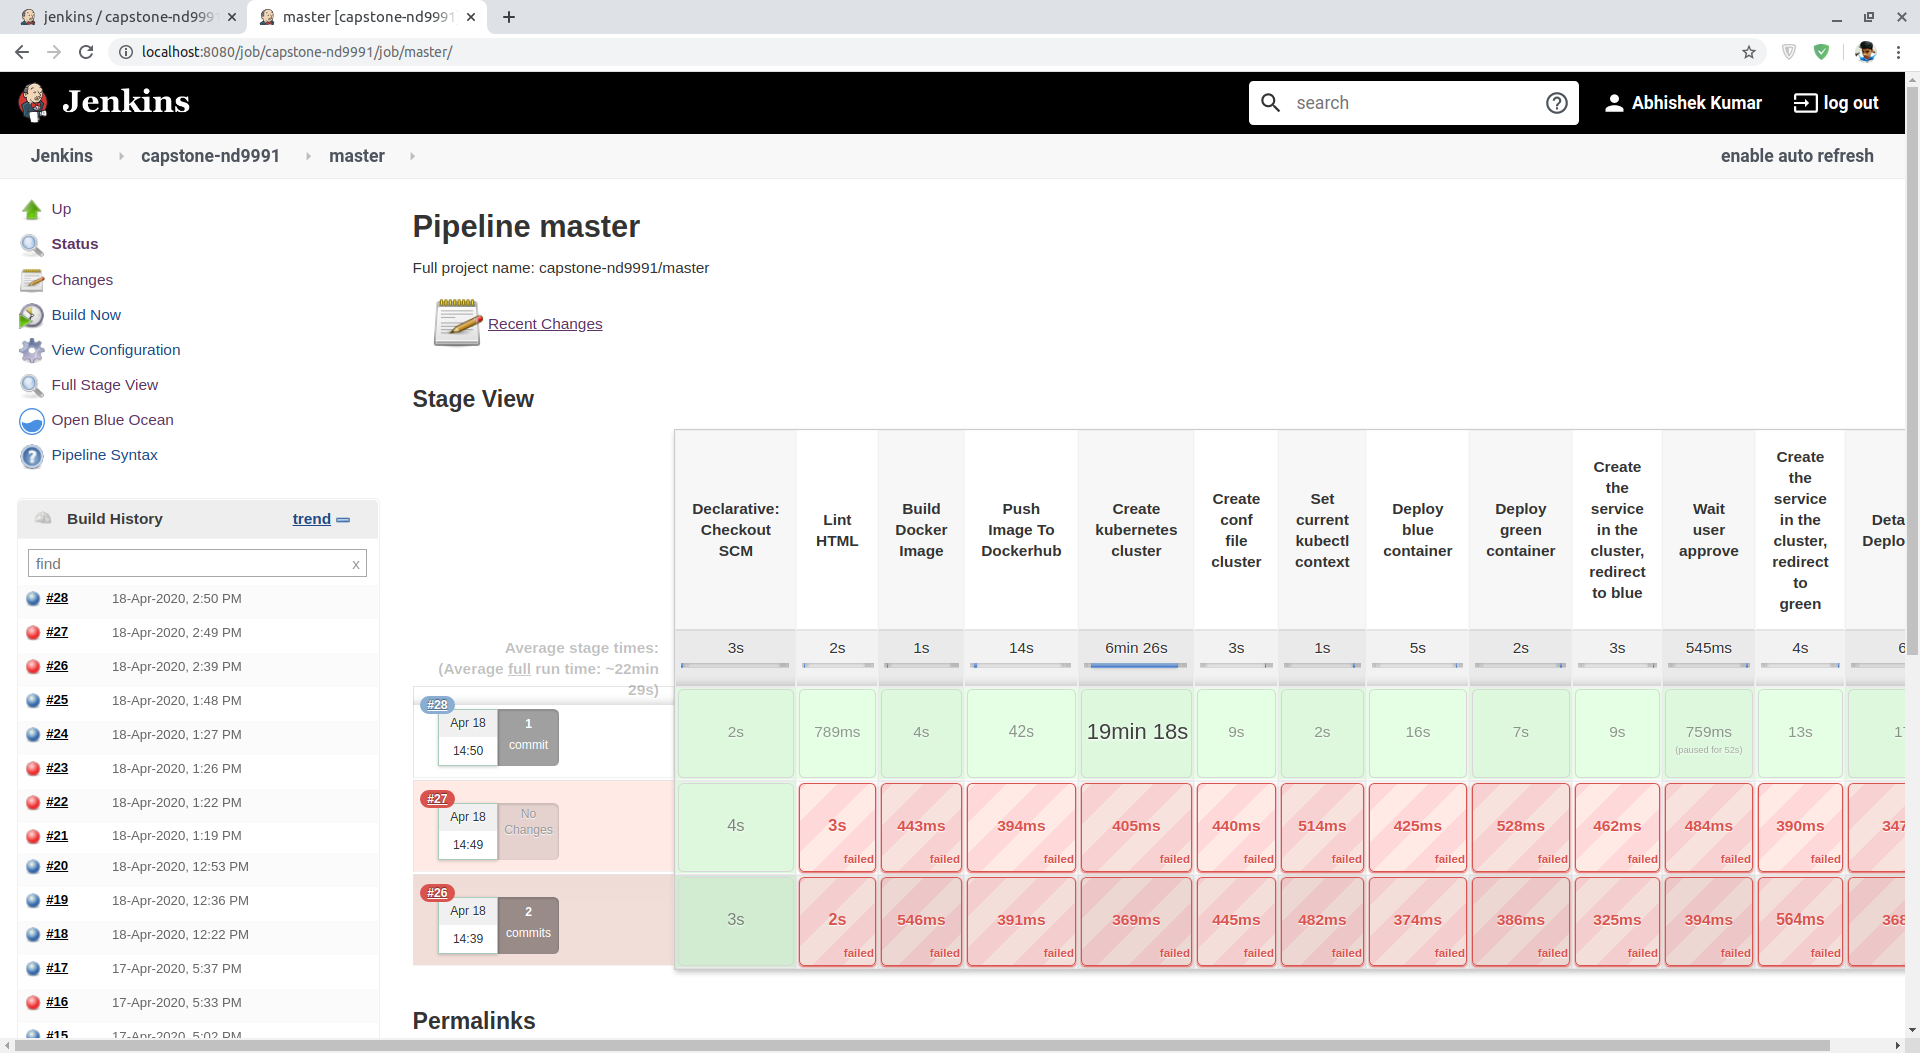 jenkins / capstone-nd999
master [capstone-nd9991
localhost:8080/job/capstone-nd9991/job/master/
Jenkins
search
Abhishek Kumar
log out
Jenkins
capstone-nd9991
master
enable auto refresh
Up
Status
Changes
Build Now
View Configuration
Full Stage View
Open Blue Ocean
Pipeline Syntax
Build History
trend
find
x
#28 18-Apr-2020, 2:50 PM
#27 18-Apr-2020, 2:49 PM
#26 18-Apr-2020, 2:39 PM
#25 18-Apr-2020, 1:48 PM
#24 18-Apr-2020, 1:27 PM
#23 18-Apr-2020, 1:26 PM
#22 18-Apr-2020, 1:22 PM
#21 18-Apr-2020, 1:19 PM
#20 18-Apr-2020, 12:53 PM
#19 18-Apr-2020, 12:36 PM
#18 18-Apr-2020, 12:22 PM
#17 17-Apr-2020, 5:37 PM
#16 17-Apr-2020, 5:33 PM
#15 17-Apr-2020, 5:02 PM
Pipeline master
Full project name: capstone-nd9991/master
Recent Changes
Stage View
Declarative:
Checkout
SCM
Lint
HTML
Build
Docker
Image
Push
Image To
Dockerhub
Create
kubernetes
cluster
Create
conf
file
cluster
Set
current
kubectl
context
Deploy
blue
container
Deploy
green
container
Create
the
service
in the
cluster,
redirect
to blue
Wait
user
approve
Create
the
service
in the
cluster,
redirect
to
green
Deta
Deplo
Average stage times:
(Average full run time: ~22min
29s)
3s 2s 1s 14s 6min 26s 3s 1s 5s 2s 3s 545ms 4s 6
#28
Apr 18
14:50
1
commit
2s 789ms 4s 42s 19min 18s 9s 2s 16s 7s 9s 759ms 13s 1
(paused for 52s)
#27
Apr 18
14:49
No
Changes
4s 3s 443ms 394ms 405ms 440ms 514ms 425ms 528ms 462ms 484ms 390ms 347
failed failed failed failed failed failed failed failed failed failed failed
#26
Apr 18
14:39
2
commits
3s 2s 546ms 391ms 369ms 445ms 482ms 374ms 386ms 325ms 394ms 564ms 368
failed failed failed failed failed failed failed failed failed failed failed
Permalinks